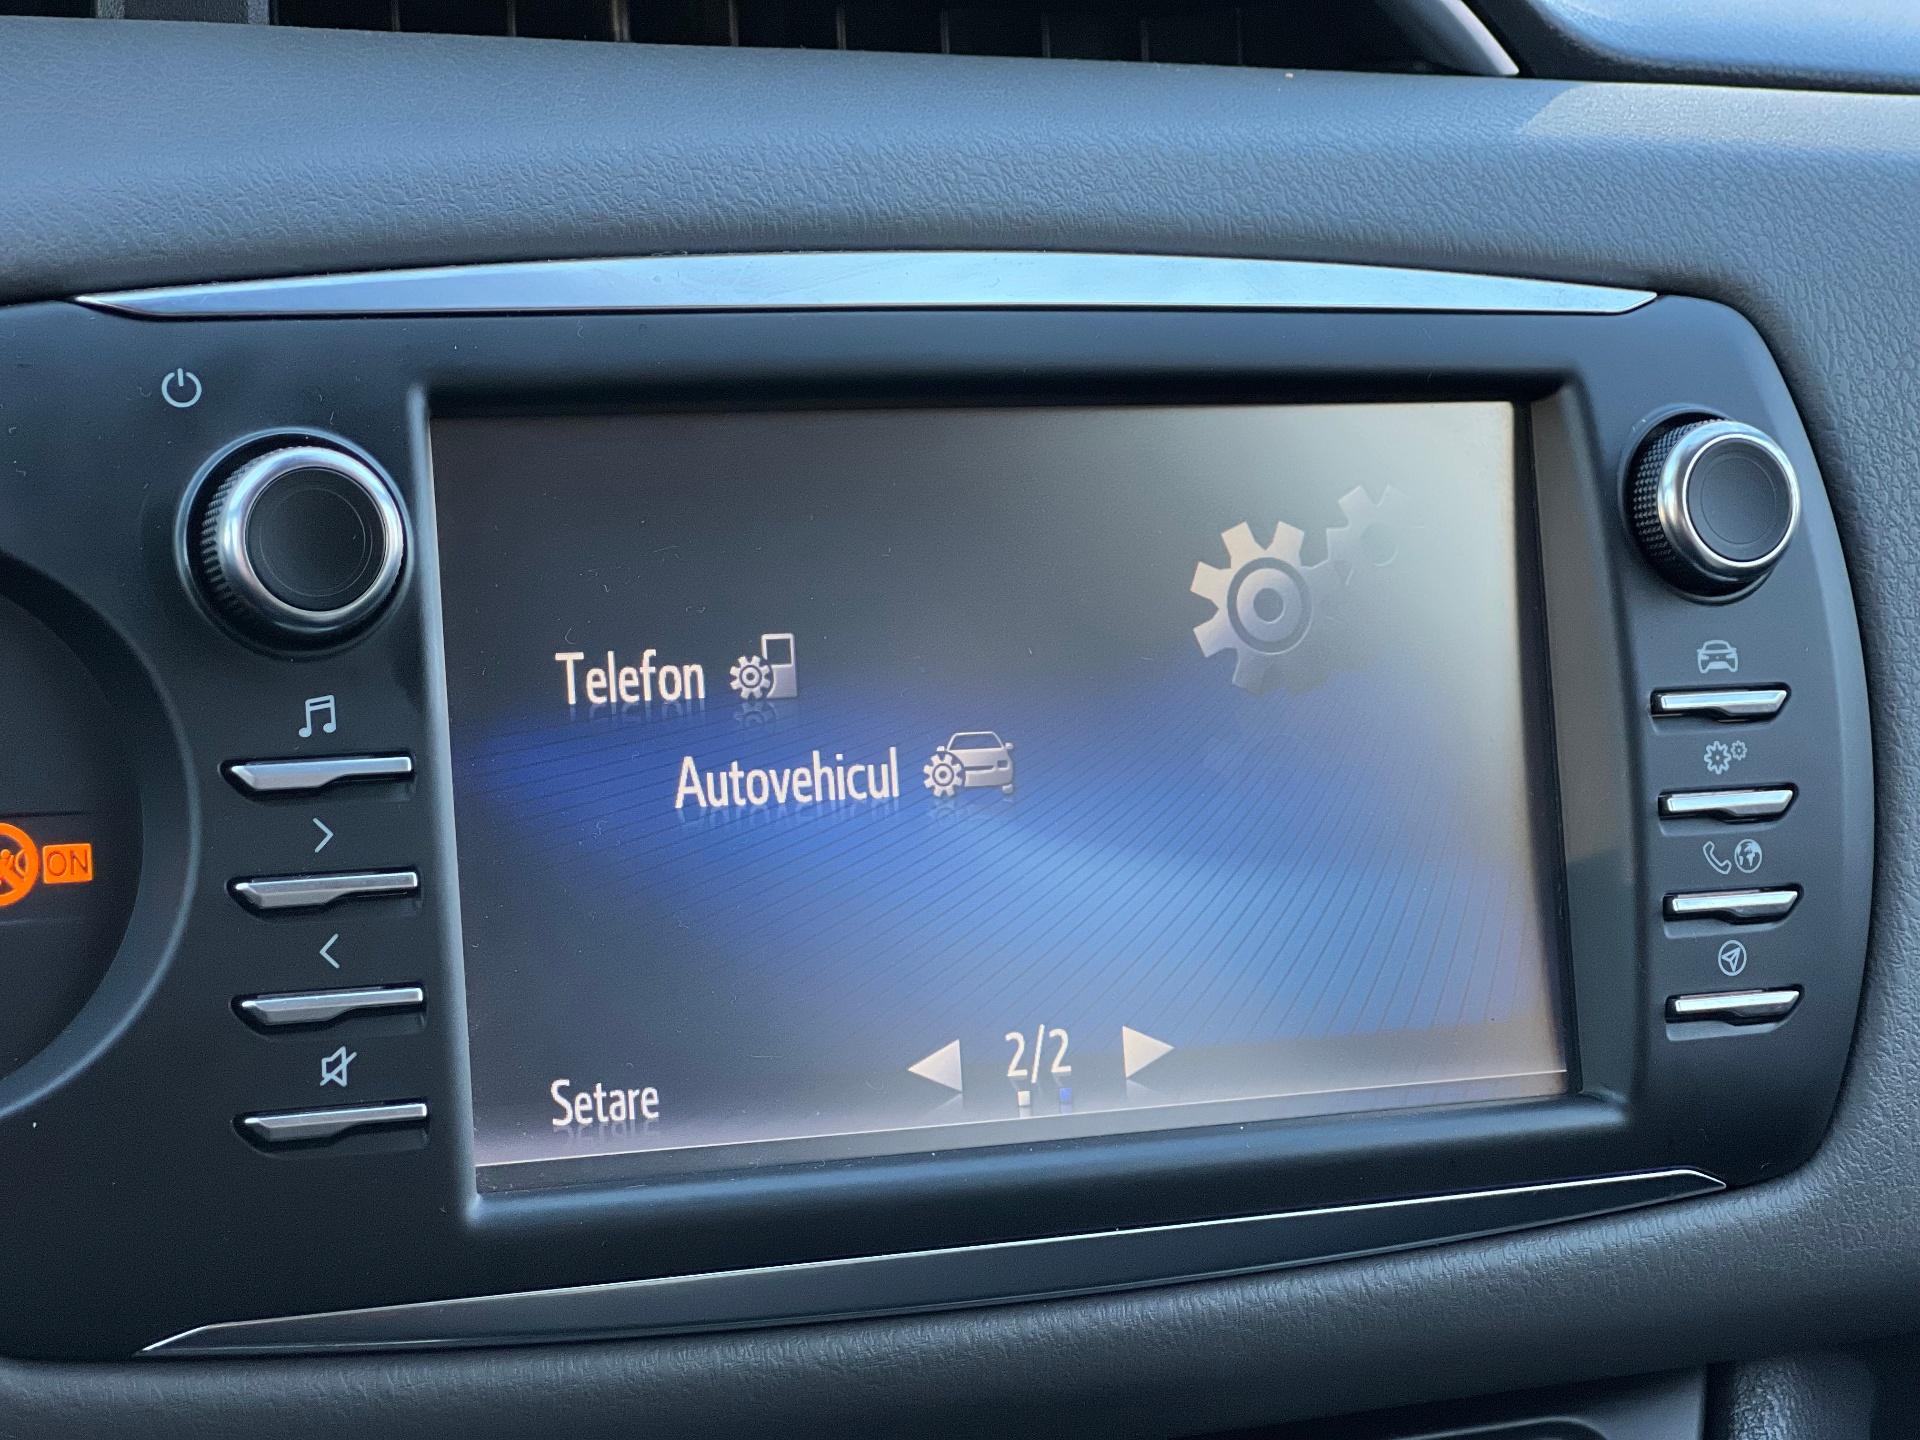 Telefon
Autovehicul
ON
2/2
Setare